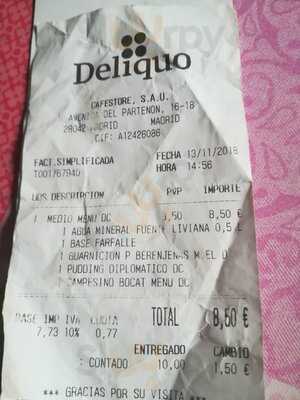 Deliquo
CAFESTORE, S.A.U.
AVENIDA DEL PARTENON, 16-18
28042 MADRID MADRID
CIF: A12426086
FACT.SIMPLIFICADA FECHA 13/11/2018
T001/67940 HORA 14:56
UDS DESCRIPCION PVP IMPORTE
1 MEDIO MENU DC 8,50 8,50 €
1 AGUA MINERAL FUENTE LIVIANA 0,5 L
1 BASE FARFALLE
1 GUARNICION P BERENJENAS M EL D
1 PUDDING DIPLOMATICO DC
1 CAMPESINO BOCAT MENU DC
BASE IMP IVA CUOTA TOTAL 8,50 €
7,73 10% 0,77
ENTREGADO CAMBIO
: CONTADO 10,00 1,50 €
*** GRACIAS POR SU VISITA ***